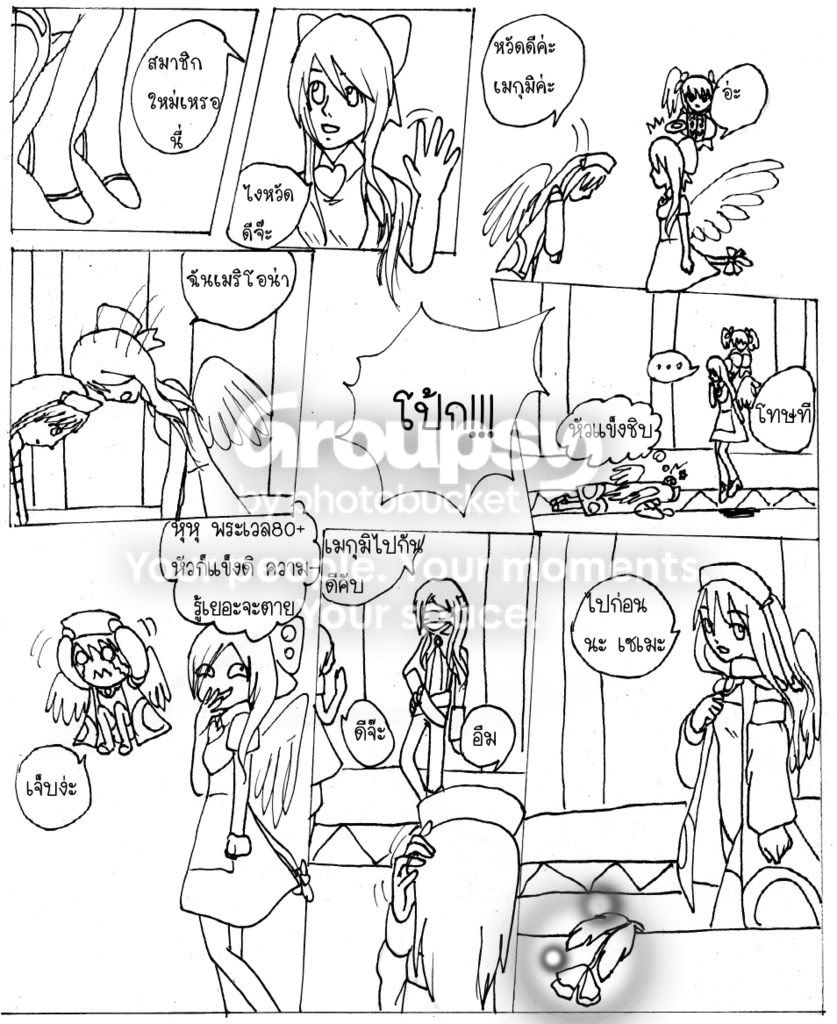 สมาชิก
ใหม่เหรอ
นี่
ไงหวัด
ดีจ๊ะ
หวัดดีค่ะ
เมกุมิค่ะ
อ่ะ
ฉันเมริโอน่า
โป้ก!!!
หัวแข็งชิบ
โทษที
หุหุ พระเวล80+
หัวก็แข็งดิ ความ
รู้เยอะจะตาย
เจ็บง่ะ
เมกุมิไปกัน
ดีคับ
ดีจ๊ะ
อืม
ไปก่อน
นะ เซเมะ
by photobucket
Your people. Your moments.